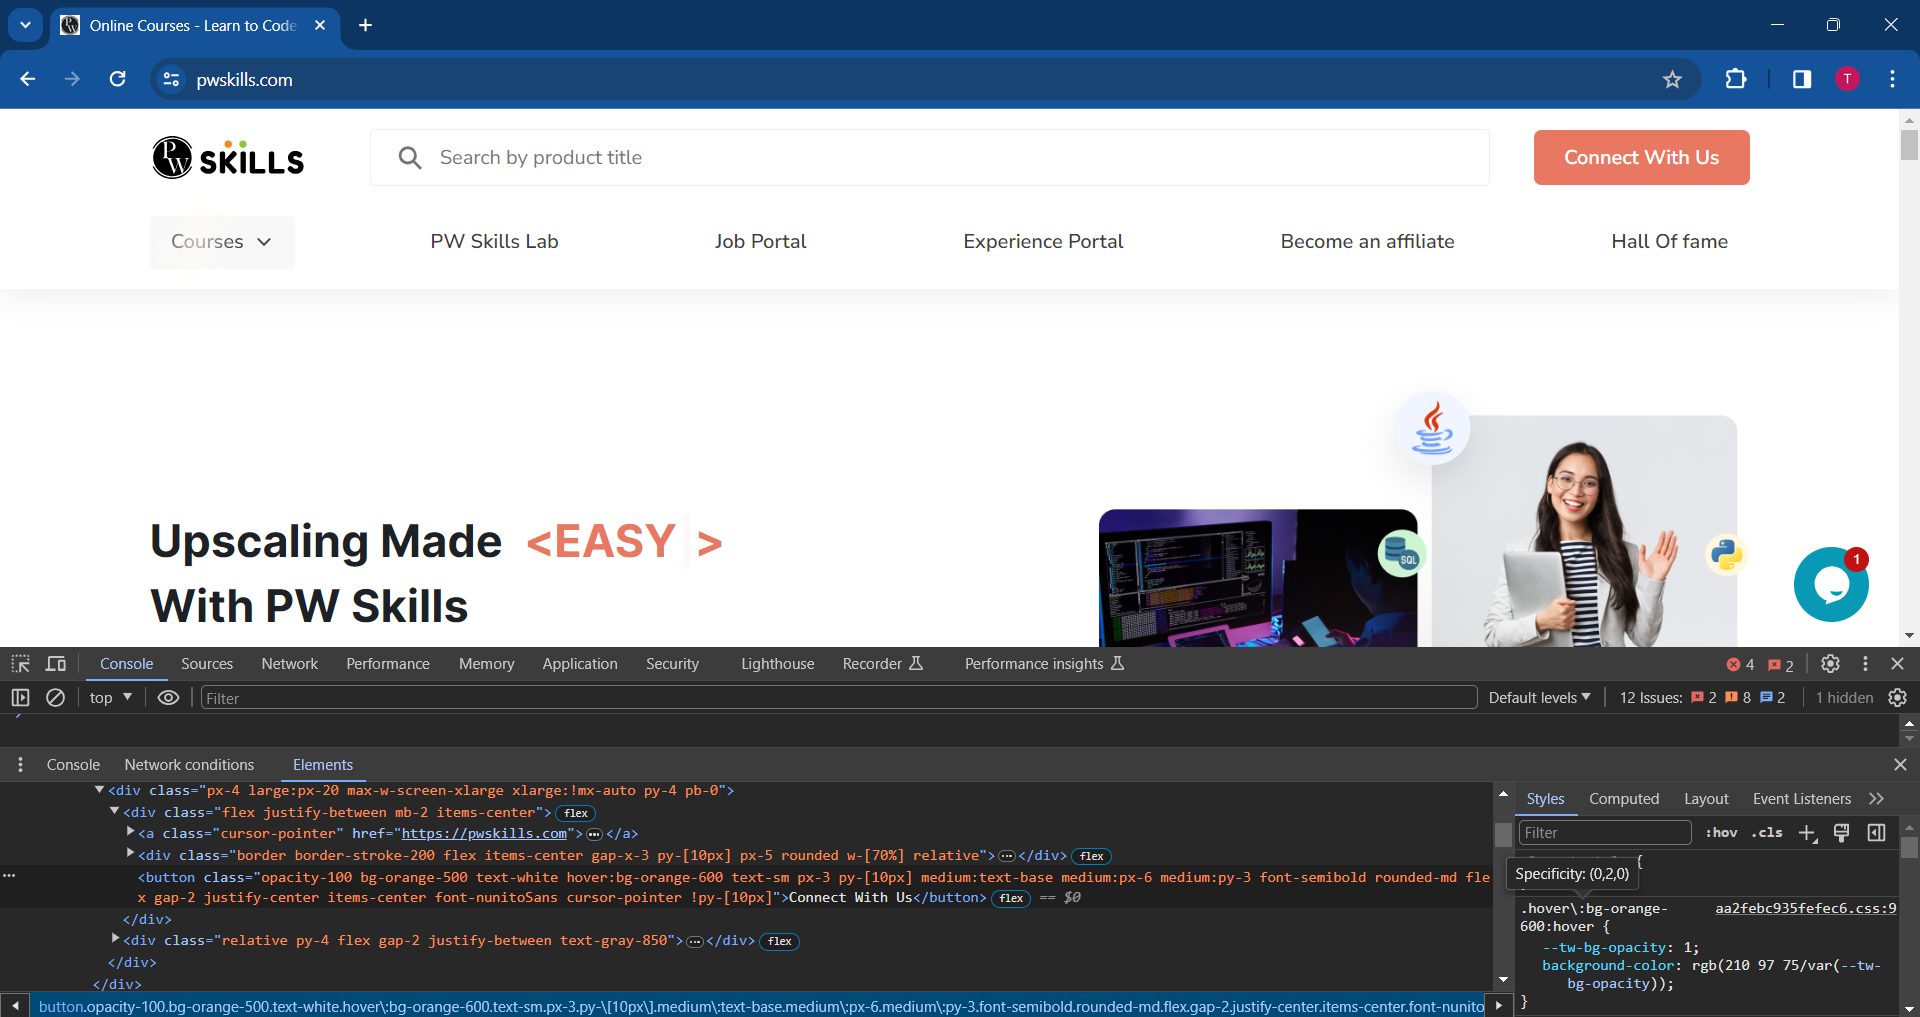 Online Courses - Learn to Code
pwskills.com
T
PW SKILLS
Search by product title
Connect With Us
Courses
PW Skills Lab
Job Portal
Experience Portal
Become an affiliate
Hall Of fame
Upscaling Made <EASY >
With PW Skills
SQL
1
Console Sources Network Performance Memory Application Security Lighthouse Recorder Performance insights 4 2
top Filter Default levels 12 Issues: 2 8 2 1 hidden
Console Network conditions Elements
<div class="px-4 large:px-20 max-w-screen-xlarge xlarge:!mx-auto py-4 pb-0">
<div class="flex justify-between mb-2 items-center"> flex
<a class="cursor-pointer" href="https://pwskills.com">…</a>
<div class="border border-stroke-200 flex items-center gap-x-3 py-[10px] px-5 rounded w-[70%] relative">…</div> flex
<button class="opacity-100 bg-orange-500 text-white hover:bg-orange-600 text-sm px-3 py-[10px] medium:text-base medium:px-6 medium:py-3 font-semibold rounded-md fle
x gap-2 justify-center items-center font-nunitoSans cursor-pointer !py-[10px]">Connect With Us</button> flex == $0
</div>
<div class="relative py-4 flex gap-2 justify-between text-gray-850">…</div> flex
</div>
</div>
button.opacity-100.bg-orange-500.text-white.hover\:bg-orange-600.text-sm.px-3.py-\[10px\].medium\:text-base.medium\:px-6.medium\:py-3.font-semibold.rounded-md.flex.gap-2.justify-center.items-center.font-nunito
Styles Computed Layout Event Listeners
Filter :hov .cls
{
Specificity: (0,2,0)
.hover\:bg-orange- aa2febc935fefec6.css:9
600:hover {
--tw-bg-opacity: 1;
background-color: rgb(210 97 75/var(--tw-
bg-opacity));
}